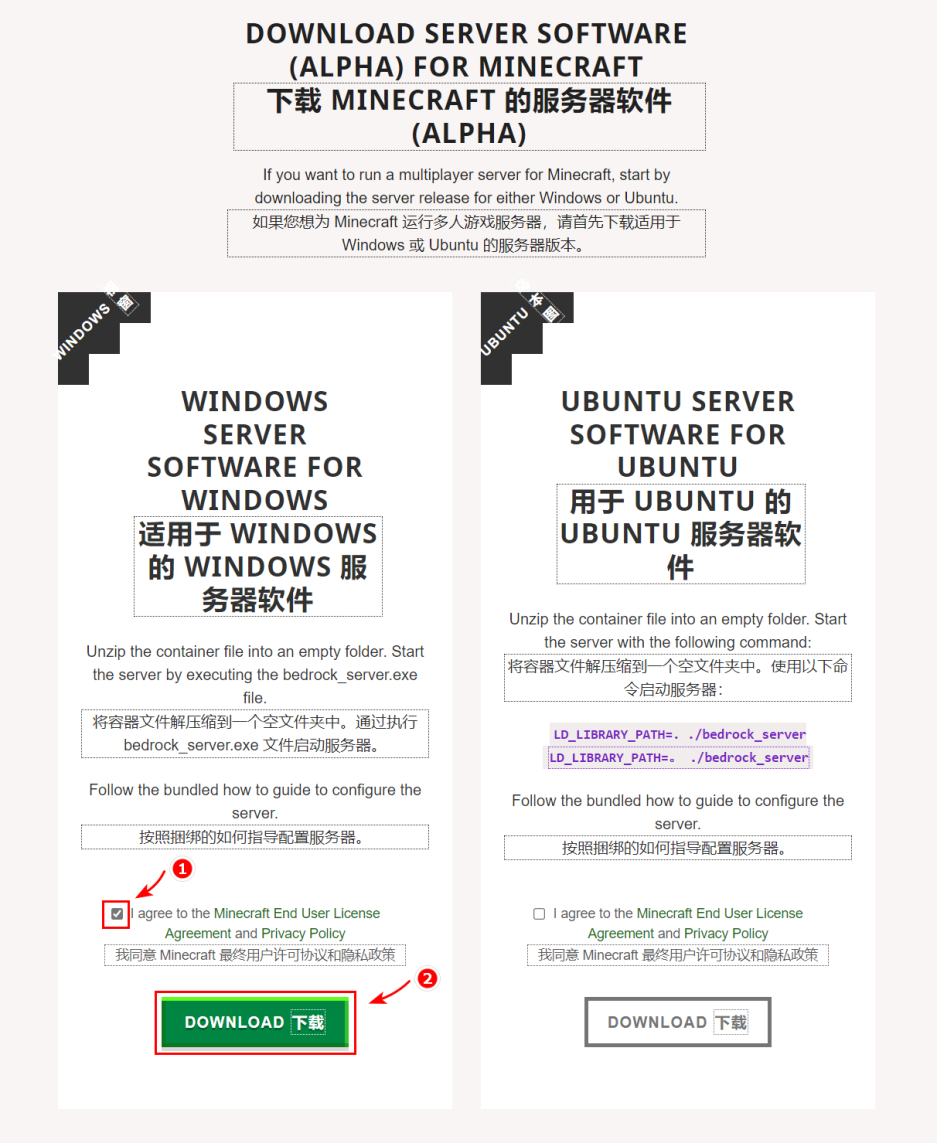 DOWNLOAD SERVER SOFTWARE
(ALPHA) FOR MINECRAFT
下载 MINECRAFT 的服务器软件
(ALPHA)
If you want to run a multiplayer server for Minecraft, start by
downloading the server release for either Windows or Ubuntu.
如果您想为 Minecraft 运行多人游戏服务器，请首先下载适用于
Windows 或 Ubuntu 的服务器版本。
WINDOWS
WINDOWS
SERVER
SOFTWARE FOR
WINDOWS
适用于 WINDOWS
的 WINDOWS 服
务器软件
Unzip the container file into an empty folder. Start
the server by executing the bedrock_server.exe
file.
将容器文件解压缩到一个空文件夹中。通过执行
bedrock_server.exe 文件启动服务器。
Follow the bundled how to guide to configure the
server.
按照捆绑的如何指导配置服务器。
1
I agree to the Minecraft End User License
Agreement and Privacy Policy
我同意 Minecraft 最终用户许可协议和隐私政策
2
DOWNLOAD 下载
UBUNTU
UBUNTU SERVER
SOFTWARE FOR
UBUNTU
用于 UBUNTU 的
UBUNTU 服务器软
件
Unzip the container file into an empty folder. Start
the server with the following command:
将容器文件解压缩到一个空文件夹中。使用以下命
令启动服务器：
LD_LIBRARY_PATH=. ./bedrock_server
LD_LIBRARY_PATH=。 ./bedrock_server
Follow the bundled how to guide to configure the
server.
按照捆绑的如何指导配置服务器。
I agree to the Minecraft End User License
Agreement and Privacy Policy
我同意 Minecraft 最终用户许可协议和隐私政策
DOWNLOAD 下载